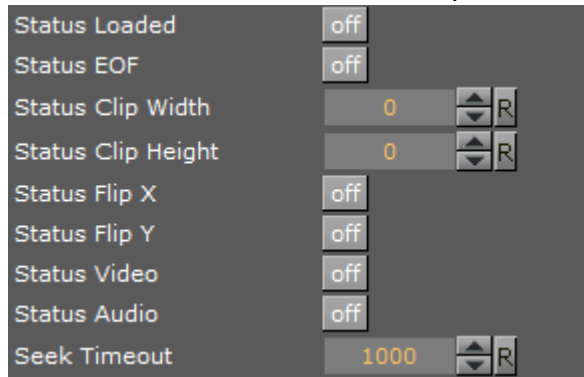 Status Loaded off
Status EOF off
Status Clip Width 0 R
Status Clip Height 0 R
Status Flip X off
Status Flip Y off
Status Video off
Status Audio off
Seek Timeout 1000 R